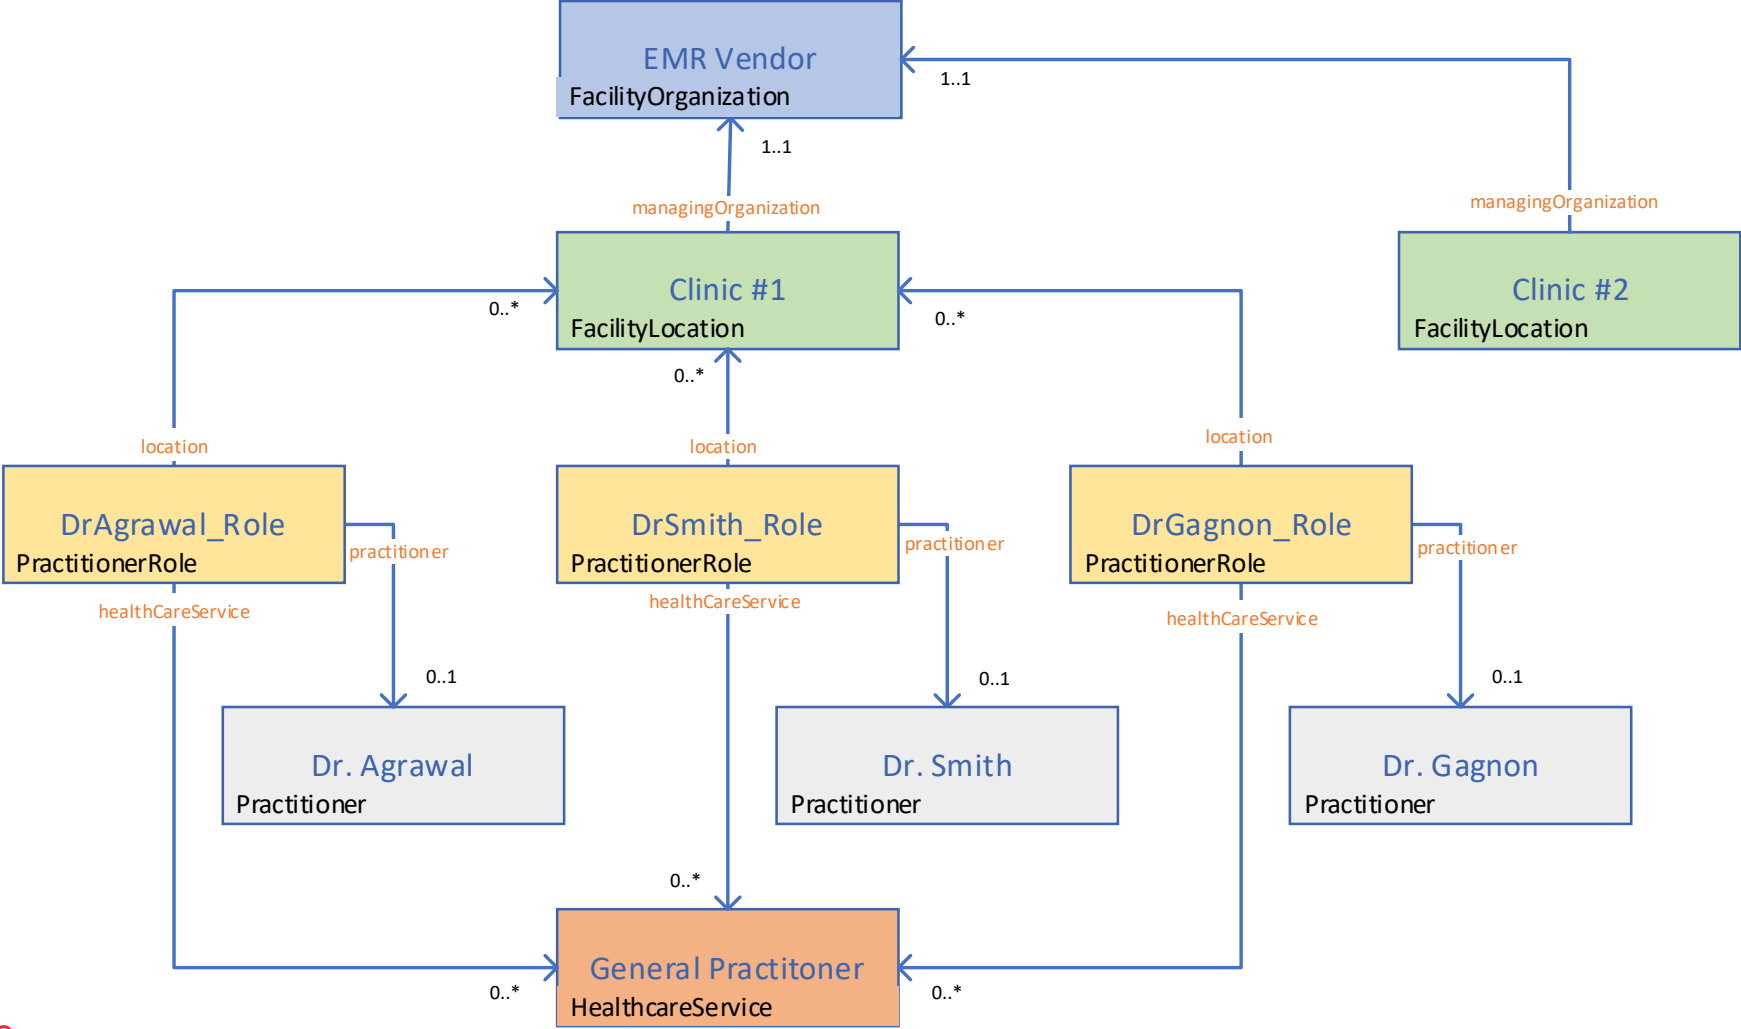 EMR Vendor
FacilityOrganization
1..1
1..1
managingOrganization
managingOrganization
Clinic #1
FacilityLocation
Clinic #2
FacilityLocation
0..*
0..*
0..*
location
location
location
DrAgrawal_Role
PractitionerRole
DrSmith_Role
PractitionerRole
DrGagnon_Role
PractitionerRole
practitioner
practitioner
practitioner
healthCareService
healthCareService
healthCareService
0..1
0..1
0..1
Dr. Agrawal
Practitioner
Dr. Smith
Practitioner
Dr. Gagnon
Practitioner
0..*
General Practitoner
HealthcareService
0..*
0..*